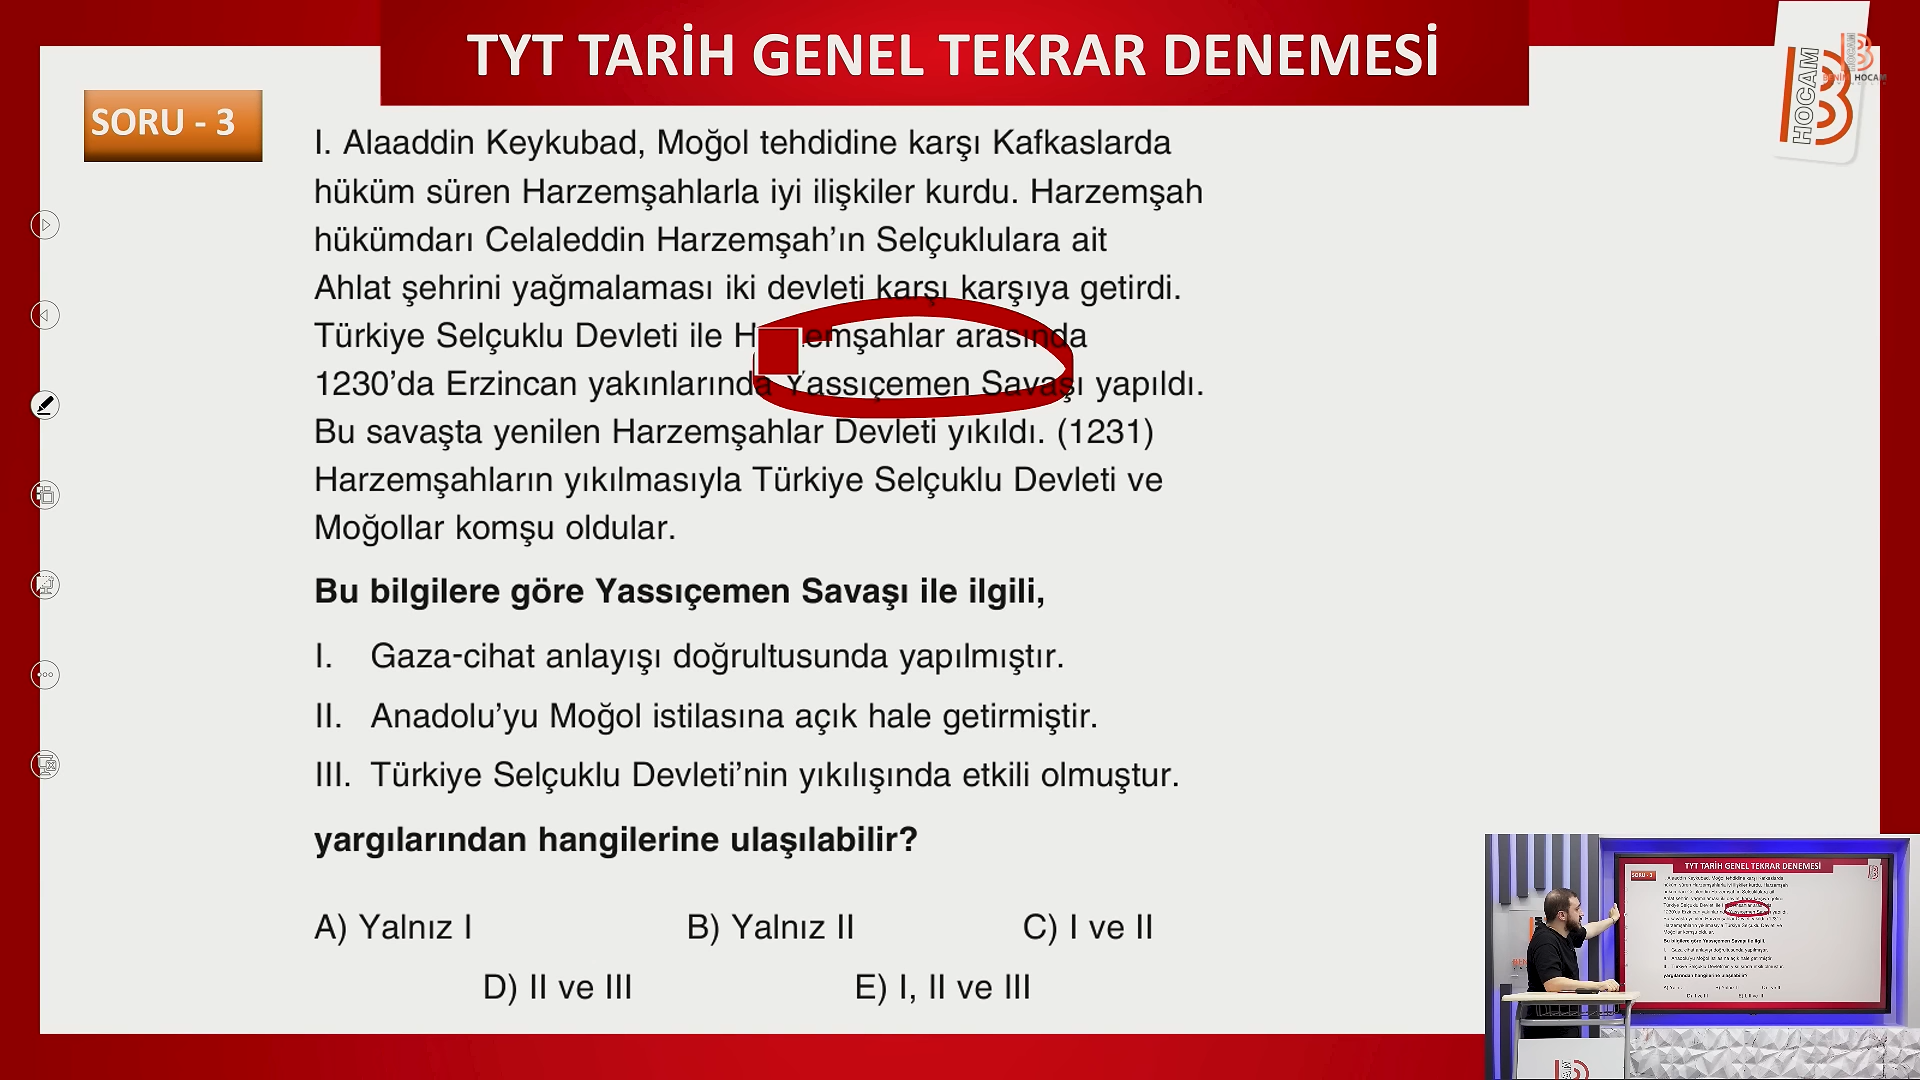 TYT TARİH GENEL TEKRAR DENEMESİ
HOCAM
BENİM HOCAM
SORU - 3
I. Alaaddin Keykubad, Moğol tehdidine karşı Kafkaslarda
hüküm süren Harzemşahlarla iyi ilişkiler kurdu. Harzemşah
hükümdarı Celaleddin Harzemşah’ın Selçuklulara ait
Ahlat şehrini yağmalaması iki devleti karşı karşıya getirdi.
Türkiye Selçuklu Devleti ile Harzemşahlar arasında
1230’da Erzincan yakınlarında Yassıçemen Savaşı yapıldı.
Bu savaşta yenilen Harzemşahlar Devleti yıkıldı. (1231)
Harzemşahların yıkılmasıyla Türkiye Selçuklu Devleti ve
Moğollar komşu oldular.
Bu bilgilere göre Yassıçemen Savaşı ile ilgili,
I. Gaza-cihat anlayışı doğrultusunda yapılmıştır.
II. Anadolu’yu Moğol istilasına açık hale getirmiştir.
III. Türkiye Selçuklu Devleti’nin yıkılışında etkili olmuştur.
yargılarından hangilerine ulaşılabilir?
A) Yalnız I B) Yalnız II C) I ve II
D) II ve III E) I, II ve III
TYT TARİH GENEL TEKRAR DENEMESİ
SORU - 3